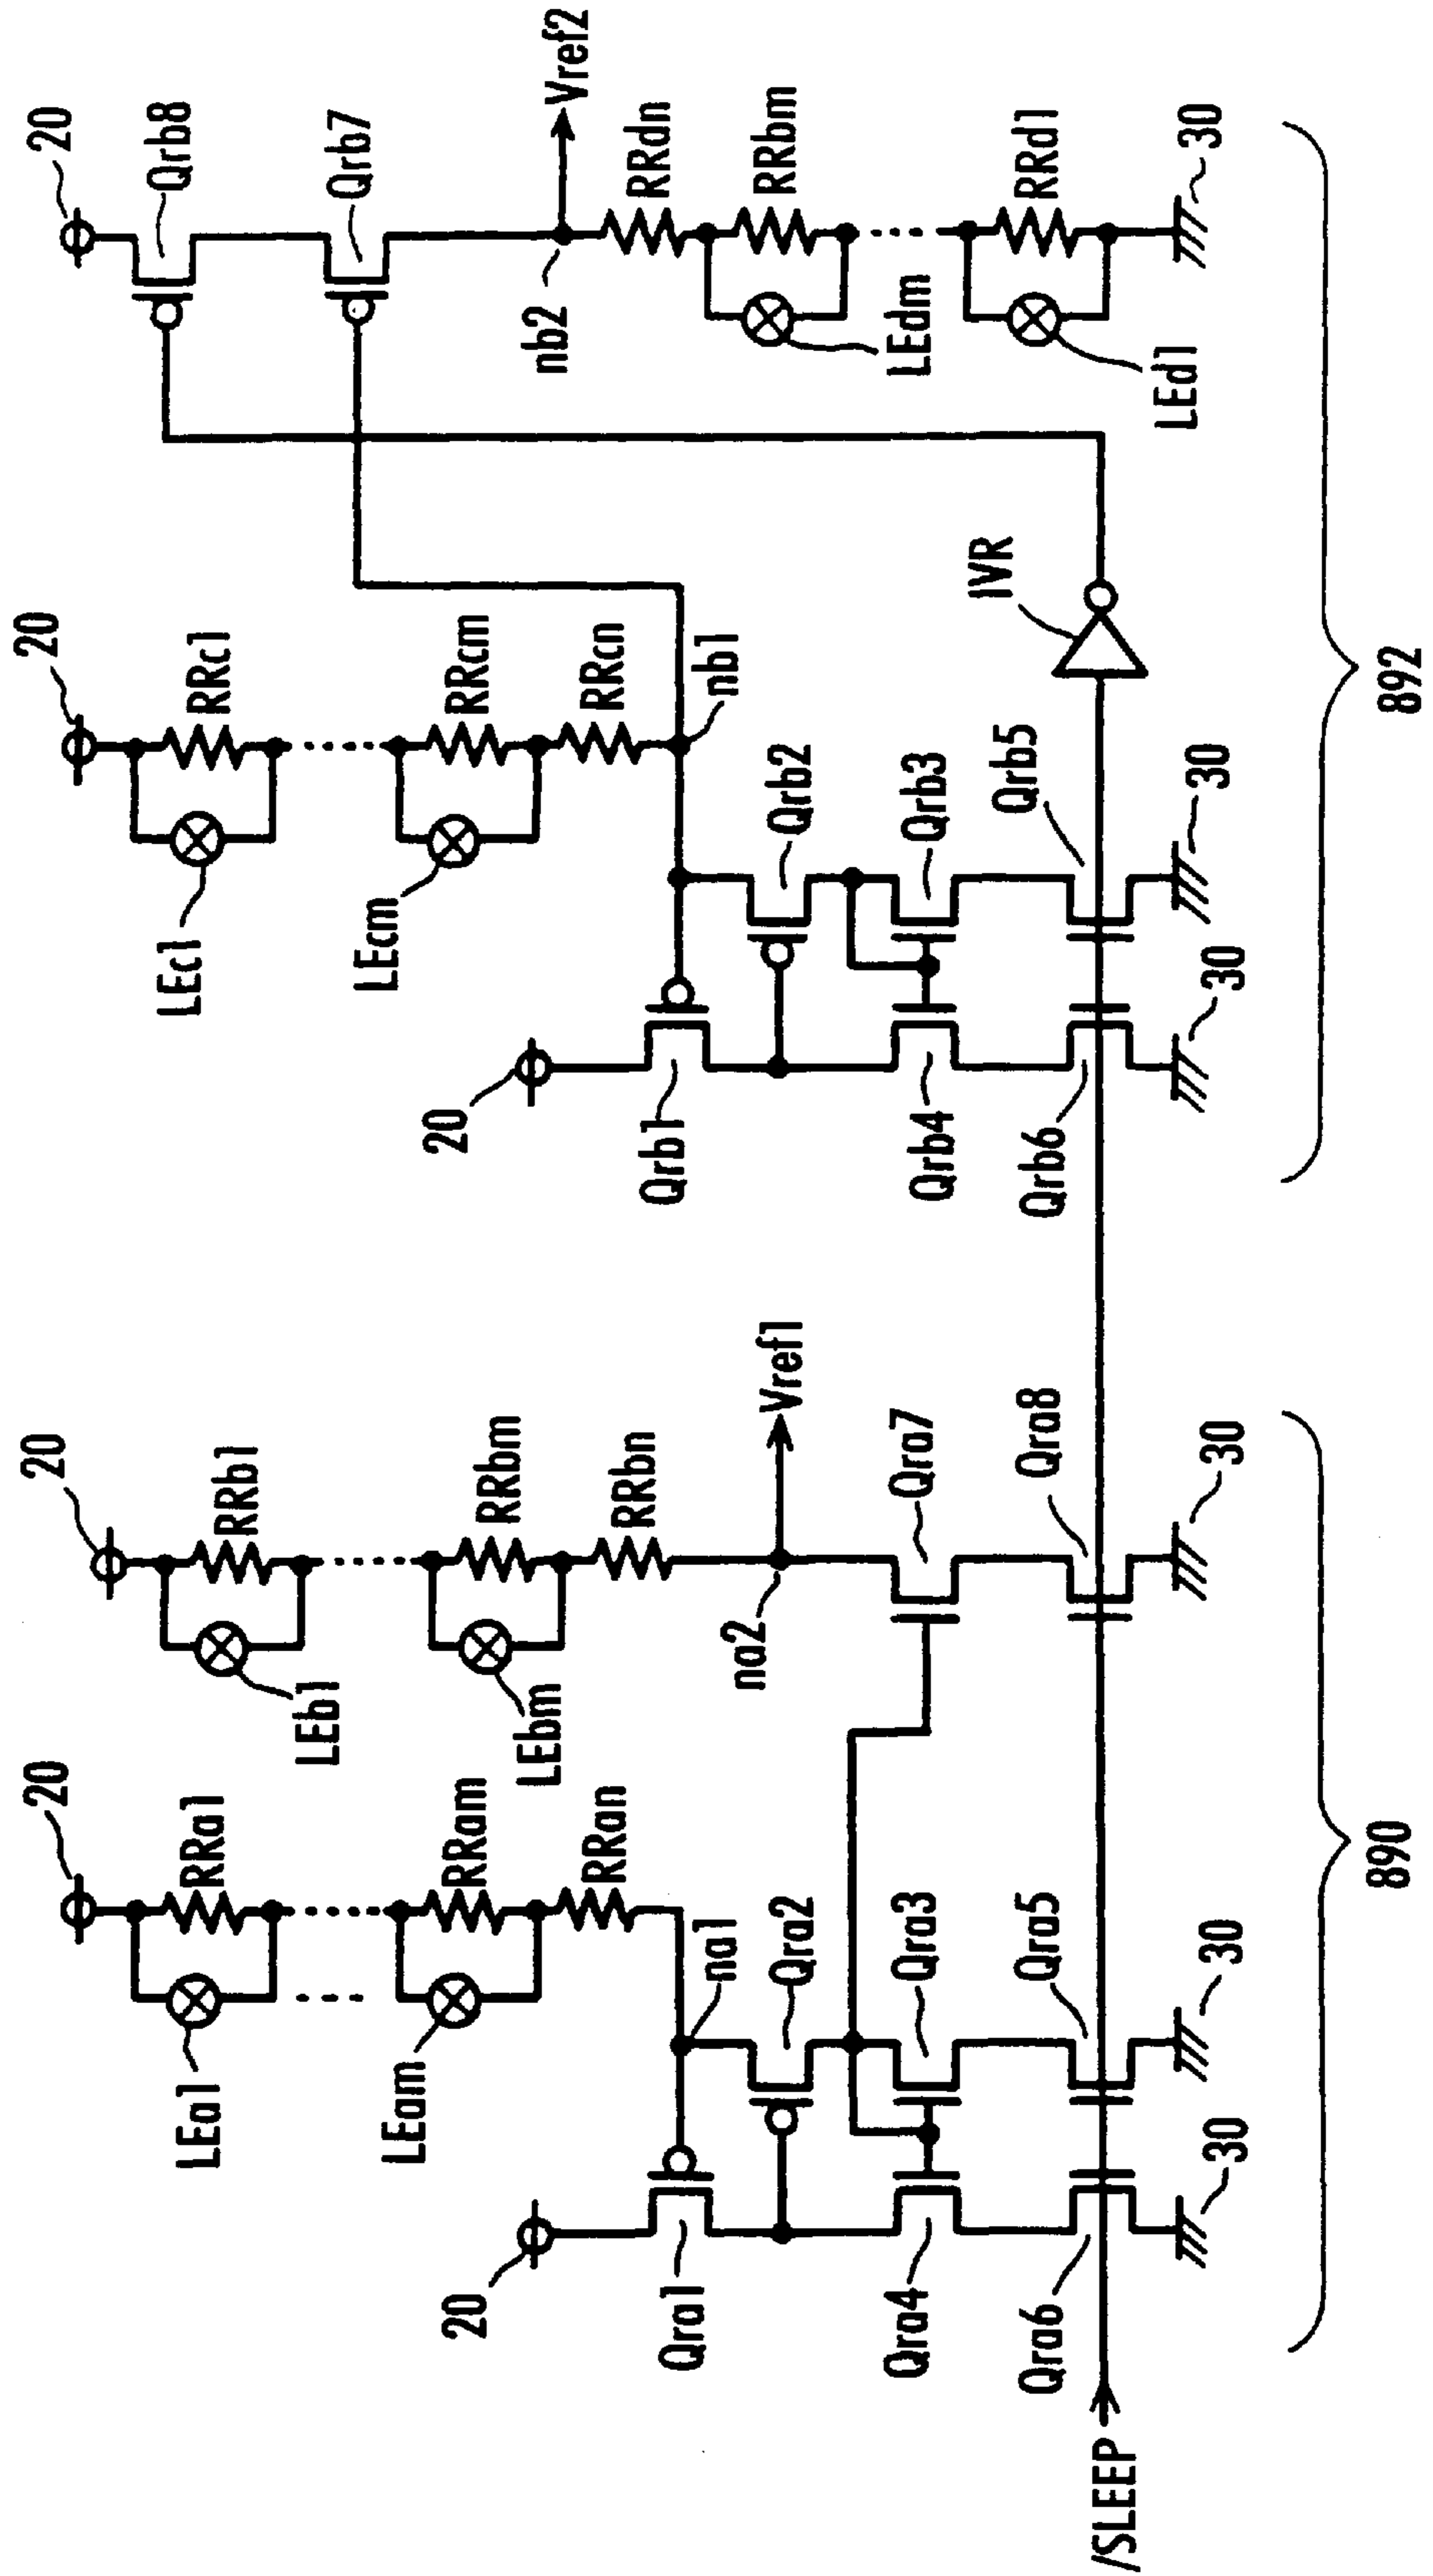 20
RRa1
LEa1
RRam
LEam
RRan
na1
20
Qra1
Qra2
Qra3
Qra4
Qra5
Qra6
30
30
/SLEEP
20
RRb1
LEb1
RRbm
LEbm
RRbn
na2
Vref1
Qra7
Qra8
30
890
20
RRc1
LEc1
RRcm
LEcm
RRcn
nb1
20
Qrb1
Qrb2
Qrb3
Qrb4
Qrb5
Qrb6
30
30
IVR
20
Qrb8
Qrb7
nb2
Vref2
RRdn
RRbm
LEdm
RRd1
LEd1
30
892